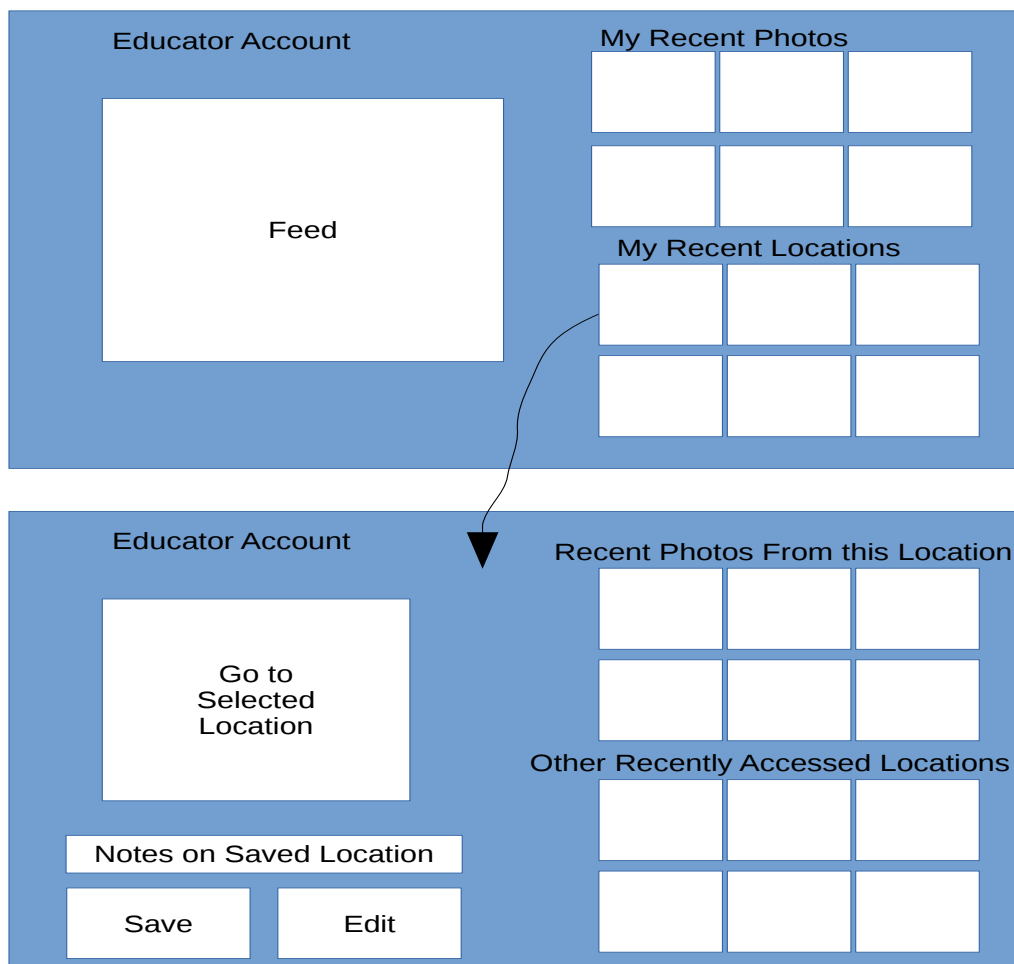 Educator Account
My Recent Photos
Feed
My Recent Locations
Educator Account
Recent Photos From this Location
Go to
Selected
Location
Other Recently Accessed Locations
Notes on Saved Location
Save
Edit